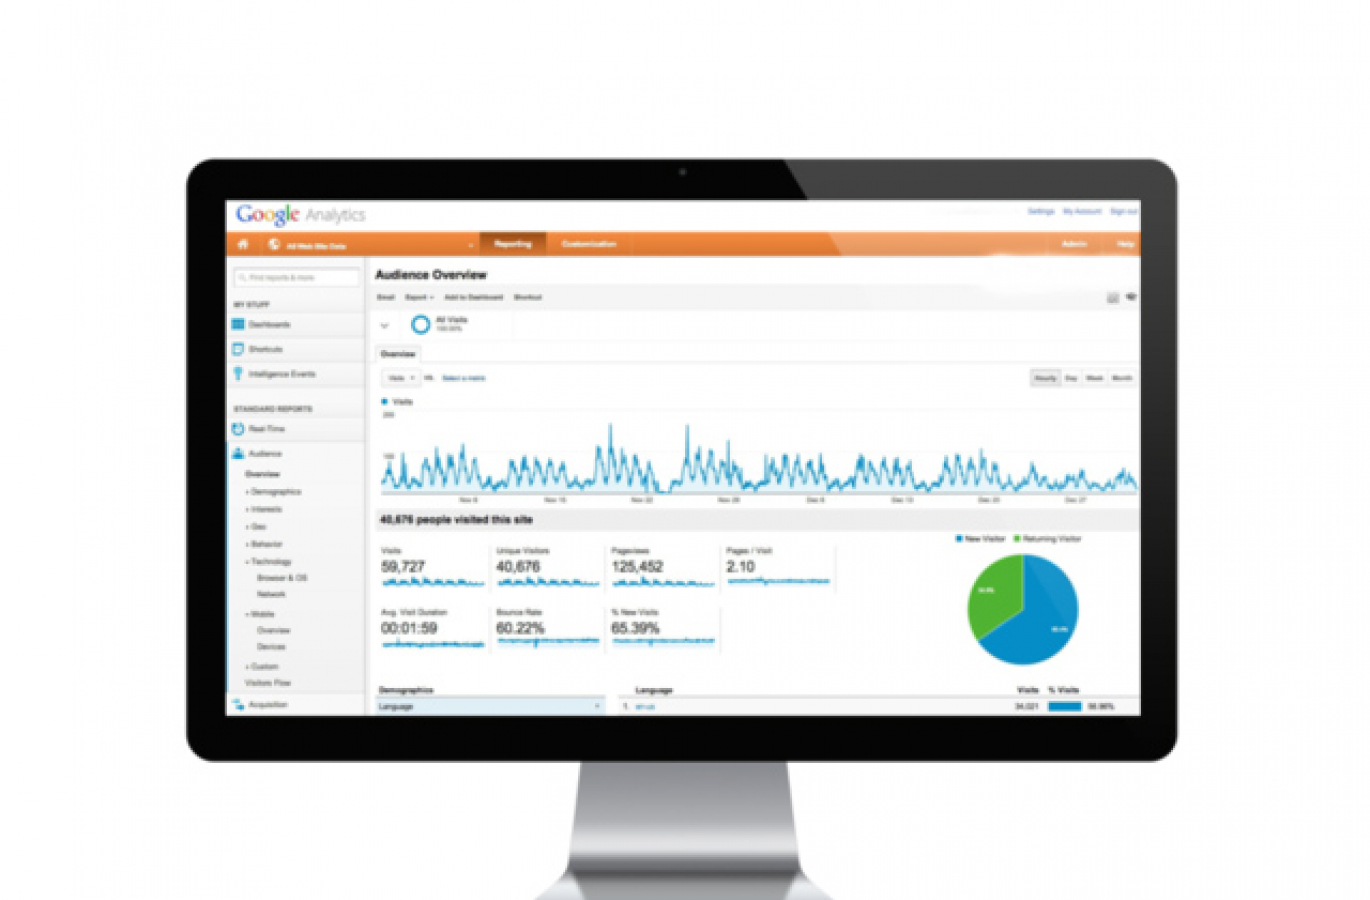 Google Analytics
Settings My Account Sign out
All Web Site Data Reporting Customization Admin Help
Find reports & more
MY STUFF
Dashboards
Shortcuts
Intelligence Events
STANDARD REPORTS
Real-Time
Audience
Overview
Demographics
Interests
Geo
Behavior
Technology
Browser & OS
Network
Mobile
Overview
Devices
Custom
Visitors Flow
Acquisition
Audience Overview
Email Export Add to Dashboard Shortcut
All Visits
100.00%
Overview
Visits VS. Select a metric
Hourly Day Week Month
Visits
200
100
Nov 8 Nov 15 Nov 22 Nov 29 Dec 6 Dec 13 Dec 20 Dec 27
40,676 people visited this site
Visits Unique Visitors Pageviews Pages / Visit
59,727 40,676 125,452 2.10
Avg. Visit Duration Bounce Rate % New Visits
00:01:59 60.22% 65.39%
New Visitor Returning Visitor
Demographics Language Visits % Visits
Language 1. en-us 34,021